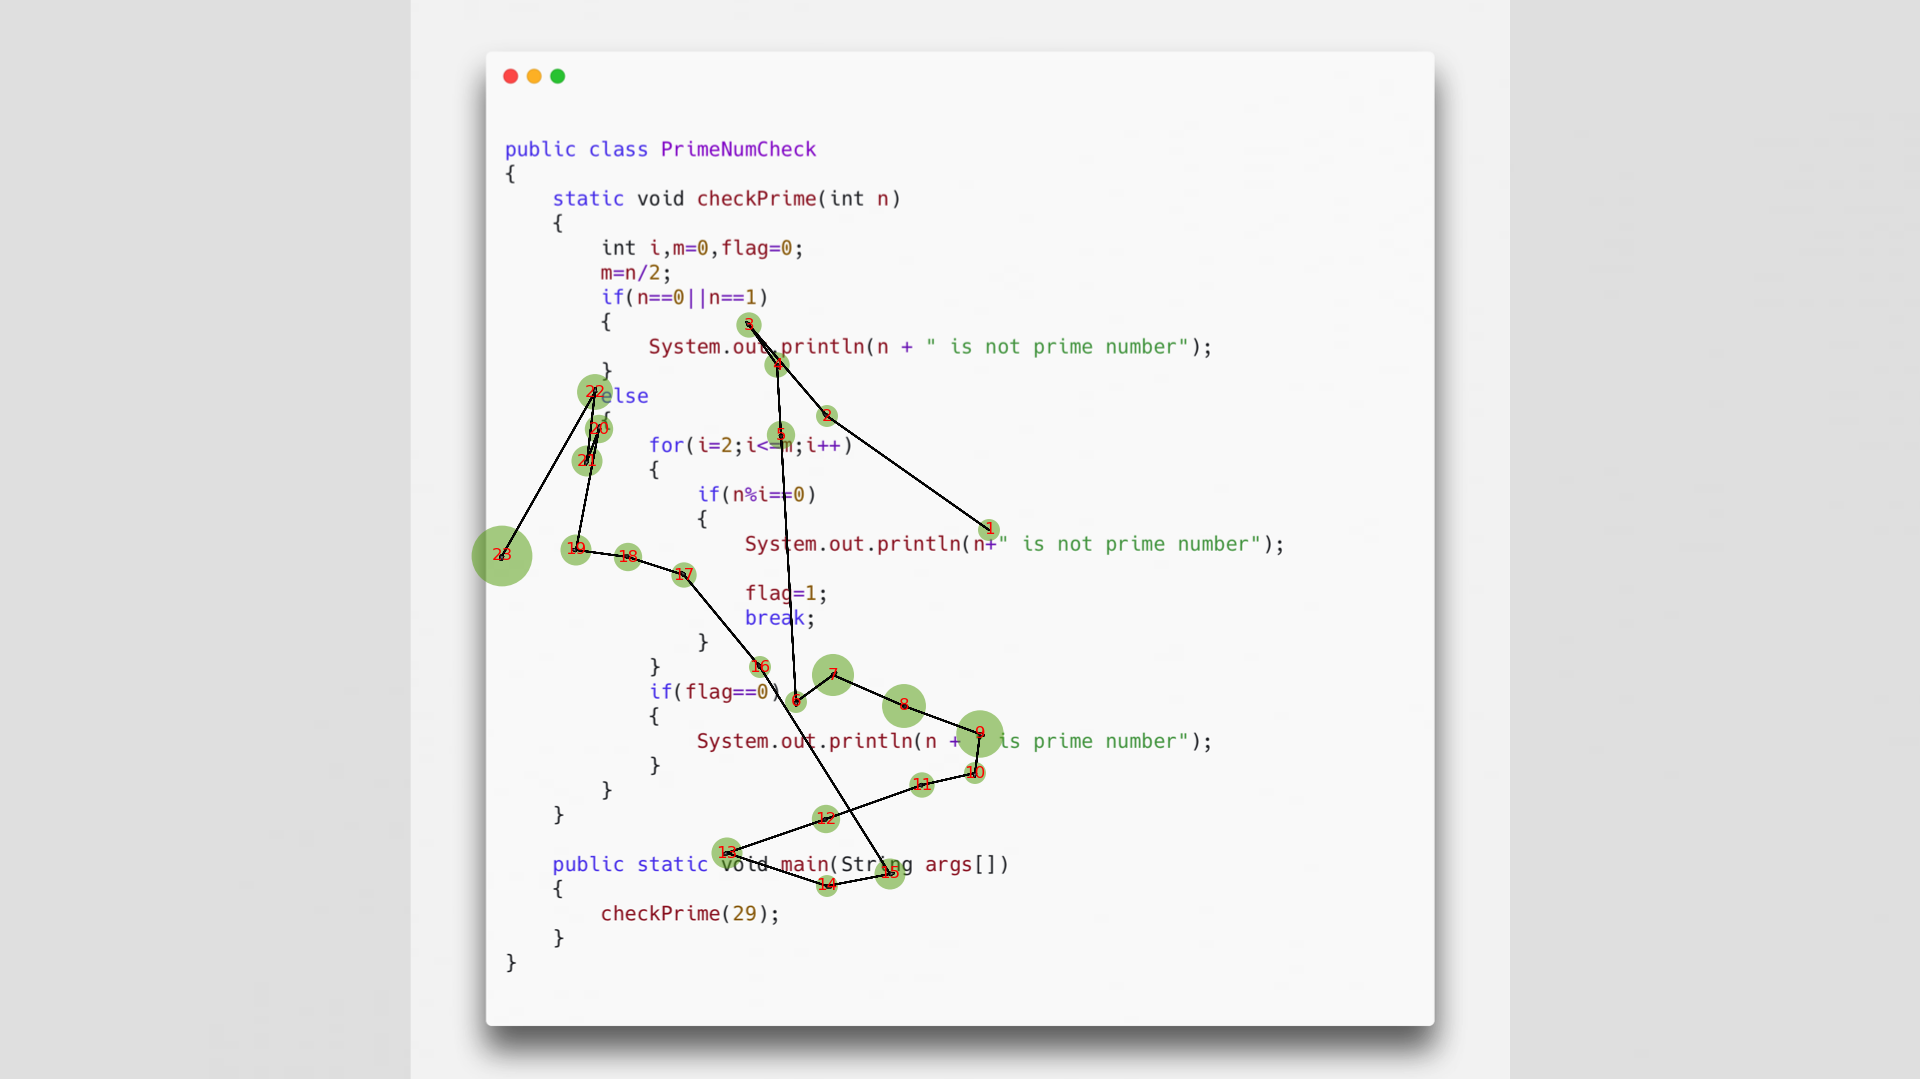 public class PrimeNumCheck
{
static void checkPrime(int n)
{
int i,m=0,flag=0;
m=n/2;
if(n==0||n==1)
{
System.out.println(n + " is not prime number");
}
else
{
for(i=2;i<=m;i++)
{
if(n%i==0)
{
System.out.println(n+" is not prime number");
flag=1;
break;
}
}
if(flag==0)
{
System.out.println(n + " is prime number");
}
}
}
public static void main(String args[])
{
checkPrime(29);
}
}
1
2
3
4
5
6
7
8
9
10
11
12
13
14
15
16
17
18
19
20
21
22
23